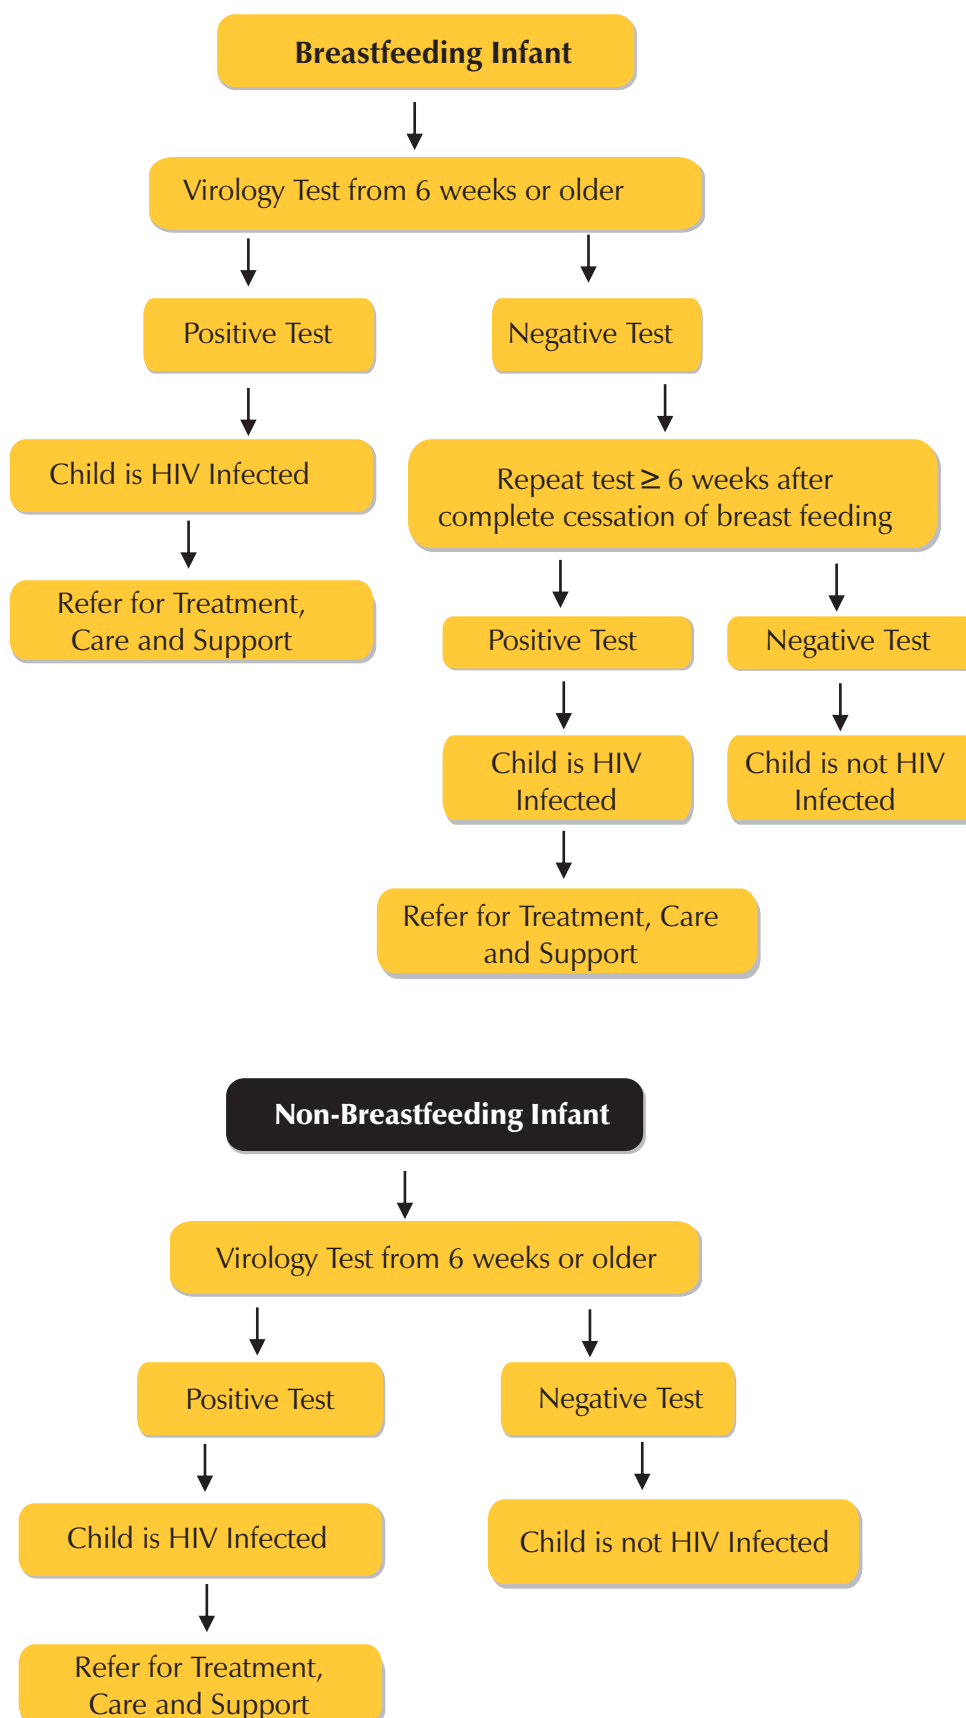 Breastfeeding Infant
Virology Test from 6 weeks or older
Positive Test
Negative Test
Child is HIV Infected
Repeat test ≥ 6 weeks after
complete cessation of breast feeding
Refer for Treatment,
Care and Support
Positive Test
Negative Test
Child is HIV
Infected
Child is not HIV
Infected
Refer for Treatment, Care
and Support
Non-Breastfeeding Infant
Virology Test from 6 weeks or older
Positive Test
Negative Test
Child is HIV Infected
Child is not HIV Infected
Refer for Treatment,
Care and Support